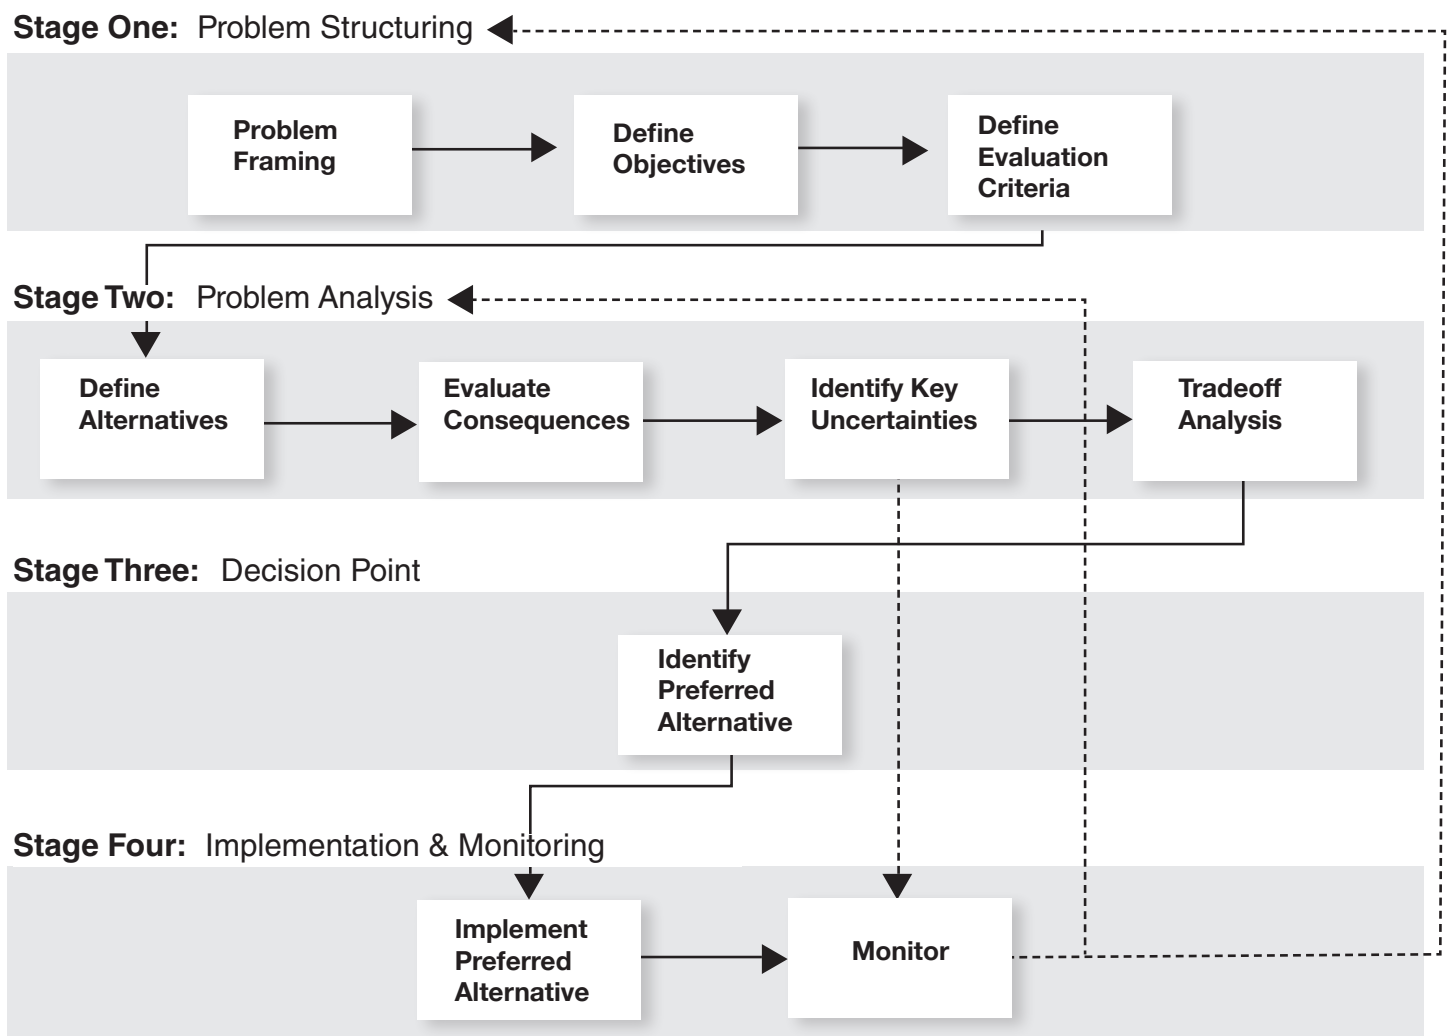 Stage One: Problem Structuring
Problem
Framing
Define
Objectives
Define
Evaluation
Criteria
Stage Two: Problem Analysis
Define
Alternatives
Evaluate
Consequences
Identify Key
Uncertainties
Tradeoff
Analysis
Stage Three: Decision Point
Identify
Preferred
Alternative
Stage Four: Implementation & Monitoring
Implement
Preferred
Alternative
Monitor